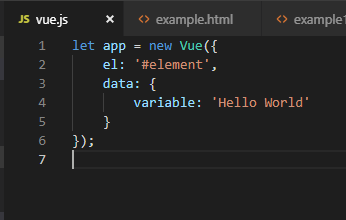 JS vue.js × <> example.html <> example1
1 let app = new Vue({
2 el: '#element',
3 data: {
4 variable: 'Hello World'
5 }
6 });
7